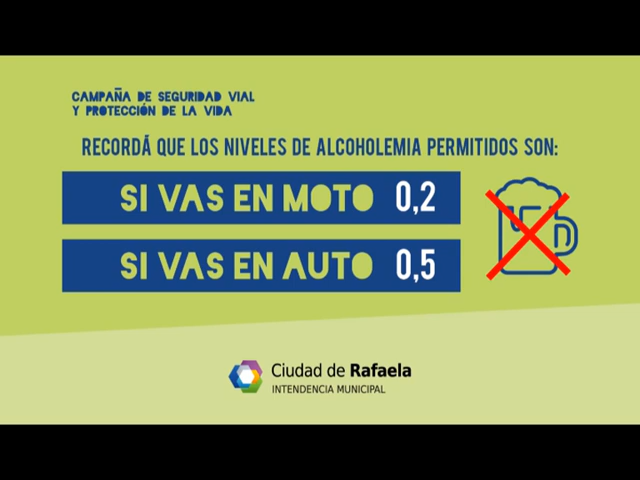 CAMPAÑA DE SEGURIDAD VIAL
Y PROTECCIÓN DE LA VIDA
RECORDÁ QUE LOS NIVELES DE ALCOHOLEMIA PERMITIDOS SON:
SI VAS EN MOTO 0,2
SI VAS EN AUTO 0,5
Ciudad de Rafaela
INTENDENCIA MUNICIPAL